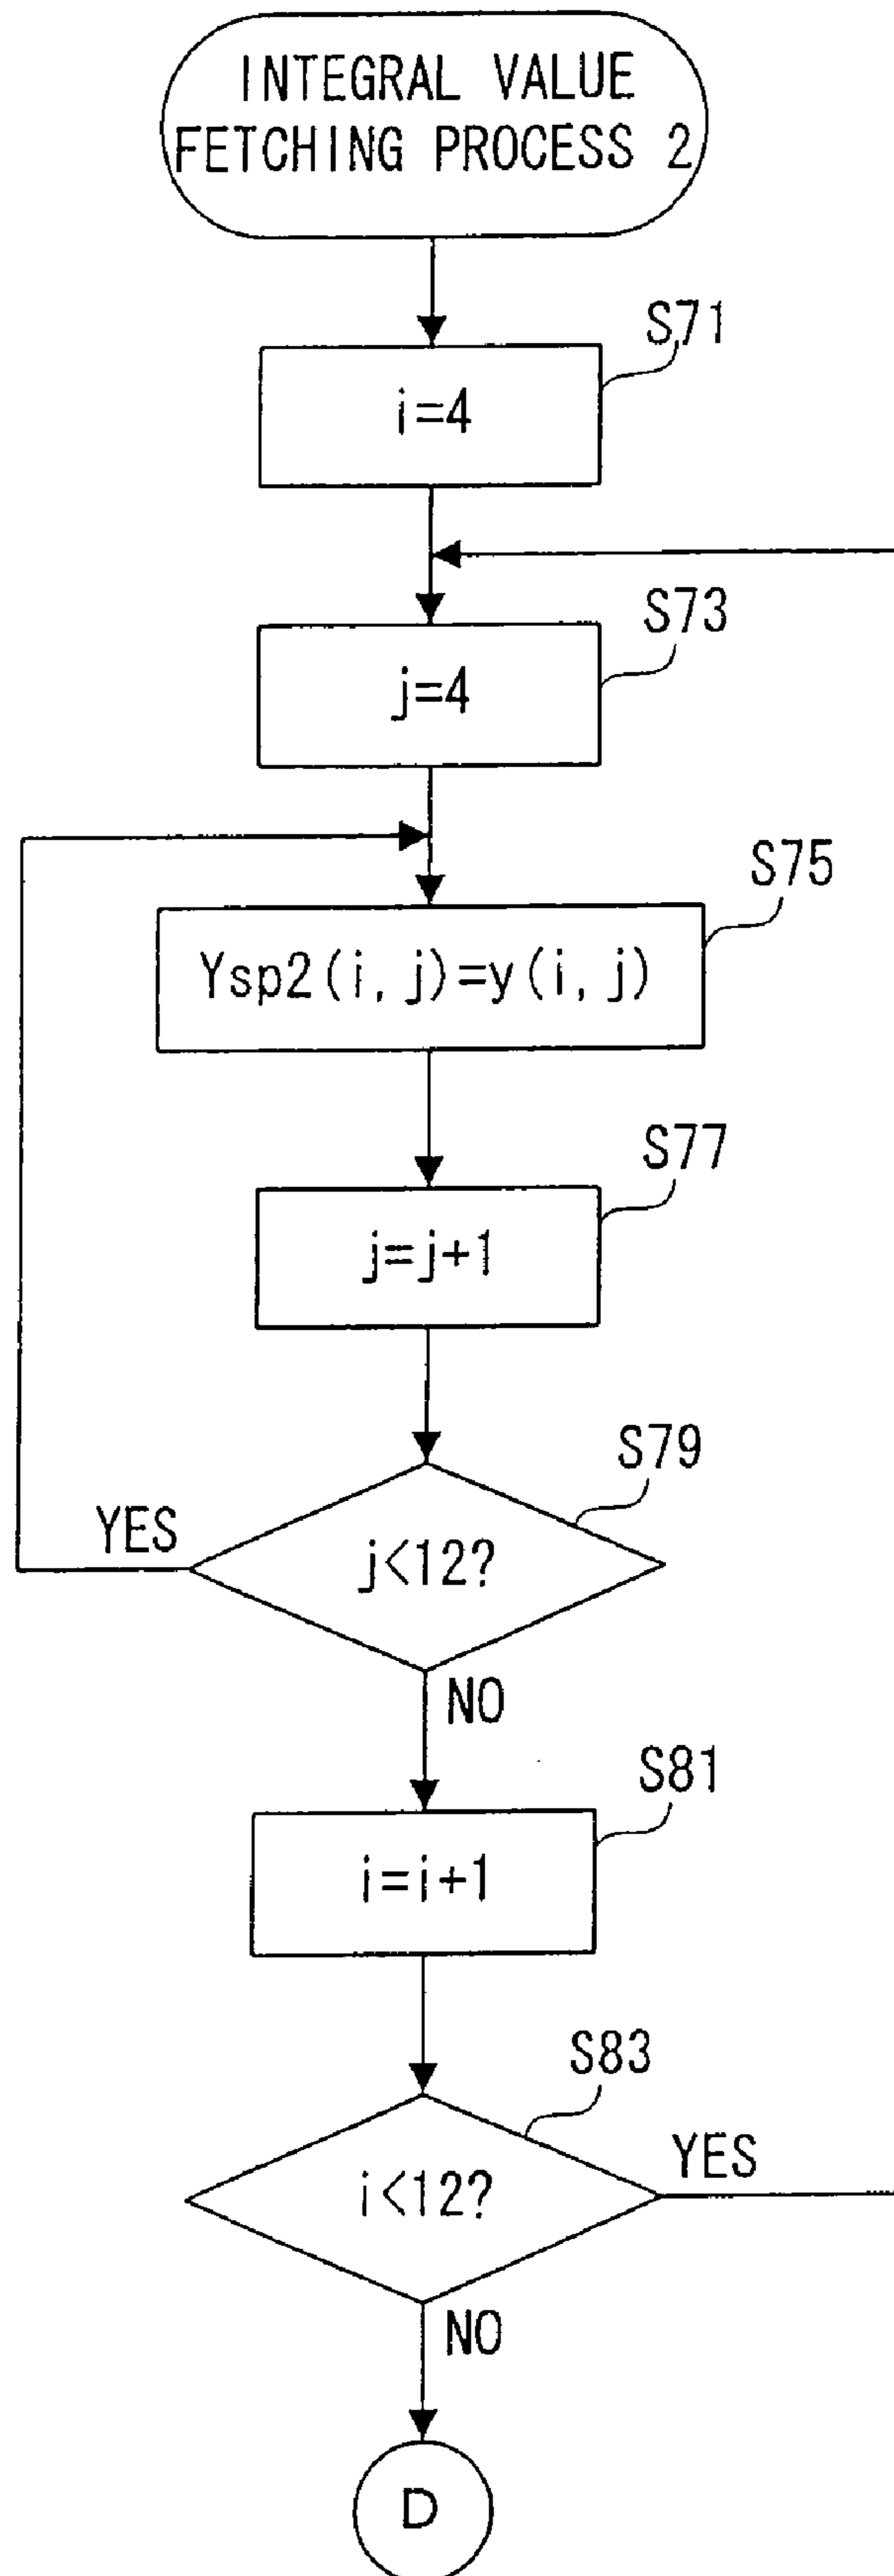 INTEGRAL VALUE
FETCHING PROCESS 2
S71
i=4
S73
j=4
S75
Ysp2(i,j)=y(i,j)
S77
j=j+1
S79
YES
j<12?
NO
S81
i=i+1
S83
YES
i<12?
NO
D